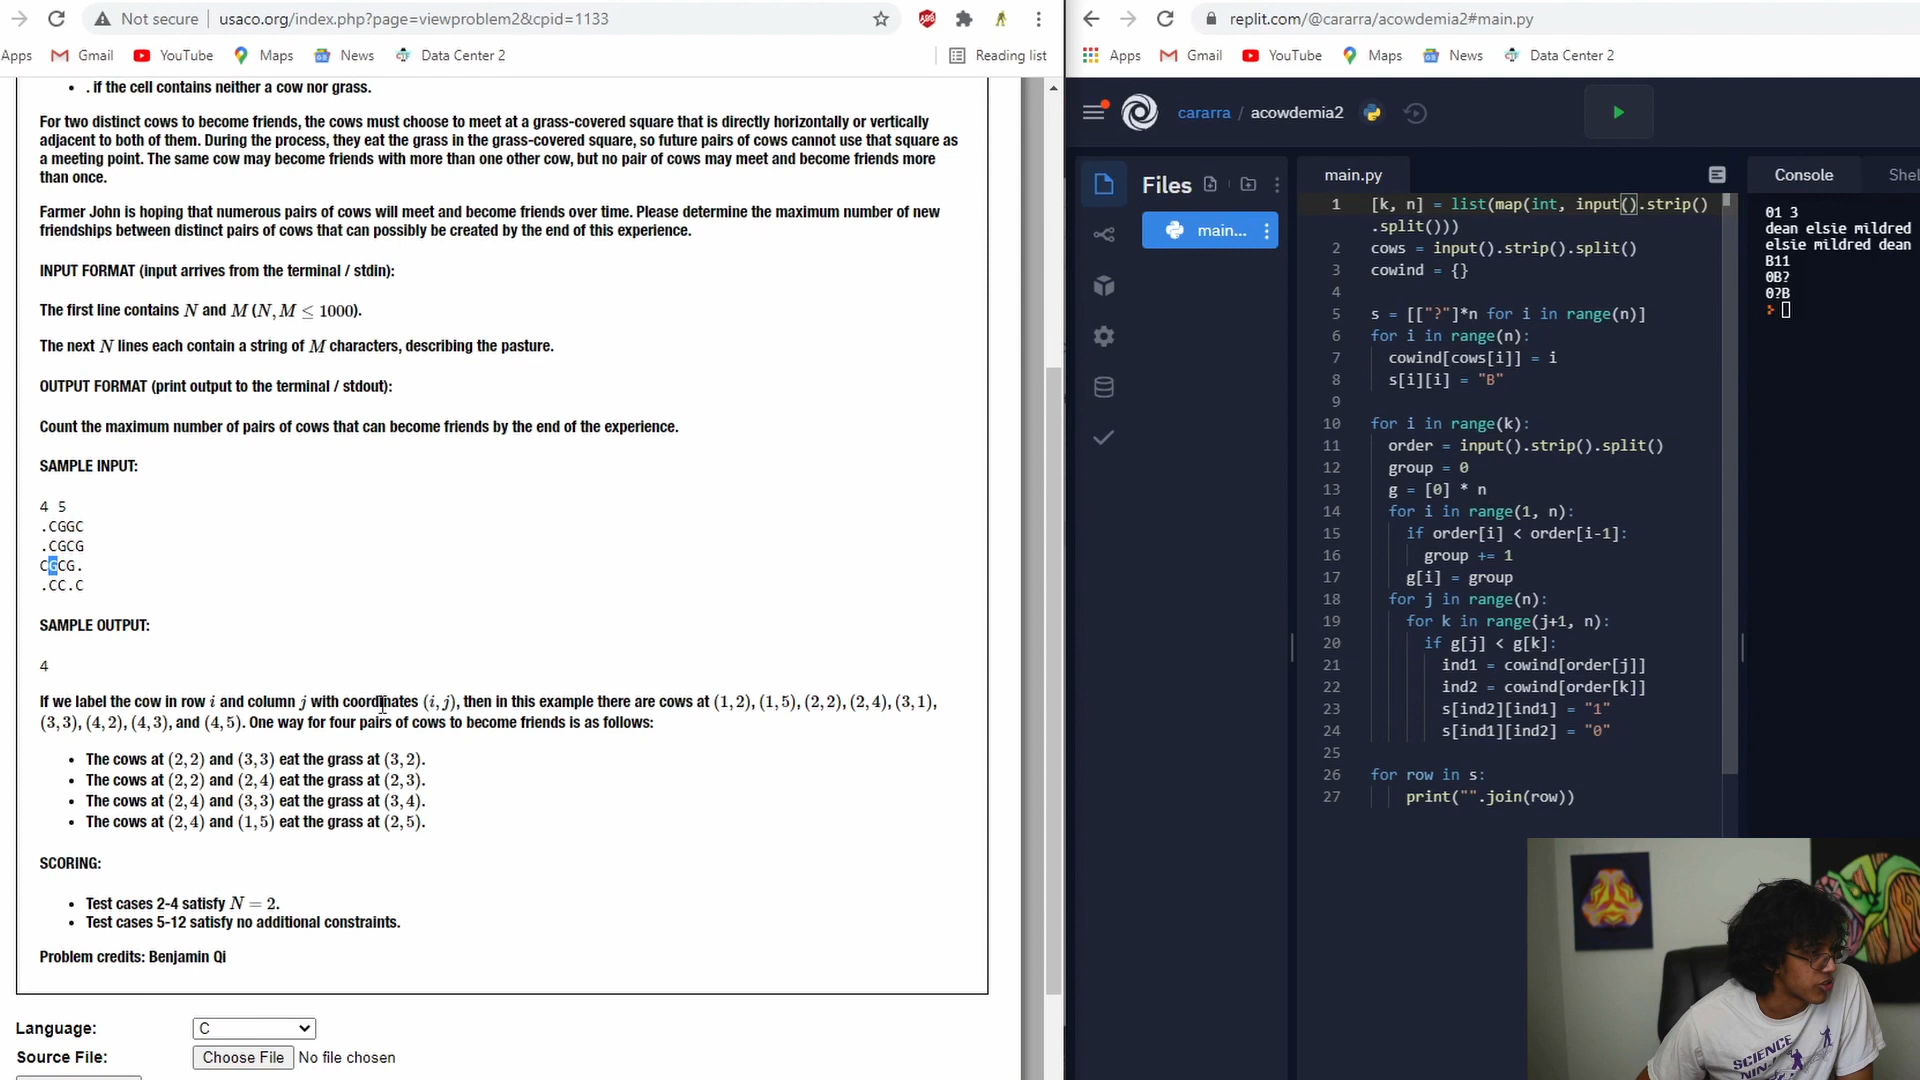 Not secure | usaco.org/index.php?page=viewproblem2&cpid=1133
Apps Gmail YouTube Maps News Data Center 2 Reading list
. if the cell contains neither a cow nor grass.
For two distinct cows to become friends, the cows must choose to meet at a grass-covered square that is directly horizontally or vertically
adjacent to both of them. During the process, they eat the grass in the grass-covered square, so future pairs of cows cannot use that square as
a meeting point. The same cow may become friends with more than one other cow, but no pair of cows may meet and become friends more
than once.
Farmer John is hoping that numerous pairs of cows will meet and become friends over time. Please determine the maximum number of new
friendships between distinct pairs of cows that can possibly be created by the end of this experience.
INPUT FORMAT (input arrives from the terminal / stdin):
The first line contains N and M (N, M ≤ 1000).
The next N lines each contain a string of M characters, describing the pasture.
OUTPUT FORMAT (print output to the terminal / stdout):
Count the maximum number of pairs of cows that can become friends by the end of the experience.
SAMPLE INPUT:
4 5
.CGGC
.CGCG
CGCG.
.CC.C
SAMPLE OUTPUT:
4
If we label the cow in row i and column j with coordinates (i, j), then in this example there are cows at (1, 2), (1, 5), (2, 2), (2, 4), (3, 1),
(3, 3), (4, 2), (4, 3), and (4, 5). One way for four pairs of cows to become friends is as follows:
The cows at (2, 2) and (3, 3) eat the grass at (3, 2).
The cows at (2, 2) and (2, 4) eat the grass at (2, 3).
The cows at (2, 4) and (3, 3) eat the grass at (3, 4).
The cows at (2, 4) and (1, 5) eat the grass at (2, 5).
SCORING:
Test cases 2-4 satisfy N = 2.
Test cases 5-12 satisfy no additional constraints.
Problem credits: Benjamin Qi
Language: C
Source File: Choose File No file chosen
replit.com/@cararra/acowdemia2#main.py
Apps Gmail YouTube Maps News Data Center 2
cararra / acowdemia2
Files
main...
main.py
1 [k, n] = list(map(int, input().strip()
.split()))
2 cows = input().strip().split()
3 cowind = {}
4
5 s = [["?"]*n for i in range(n)]
6 for i in range(n):
7 cowind[cows[i]] = i
8 s[i][i] = "B"
9
10 for i in range(k):
11 order = input().strip().split()
12 group = 0
13 g = [0] * n
14 for i in range(1, n):
15 if order[i] < order[i-1]:
16 group += 1
17 g[i] = group
18 for j in range(n):
19 for k in range(j+1, n):
20 if g[j] < g[k]:
21 ind1 = cowind[order[j]]
22 ind2 = cowind[order[k]]
23 s[ind2][ind1] = "1"
24 s[ind1][ind2] = "0"
25
26 for row in s:
27 print("".join(row))
Console Shel
01 3
dean elsie mildred
elsie mildred dean
B11
0B?
0?B
SCIENCE